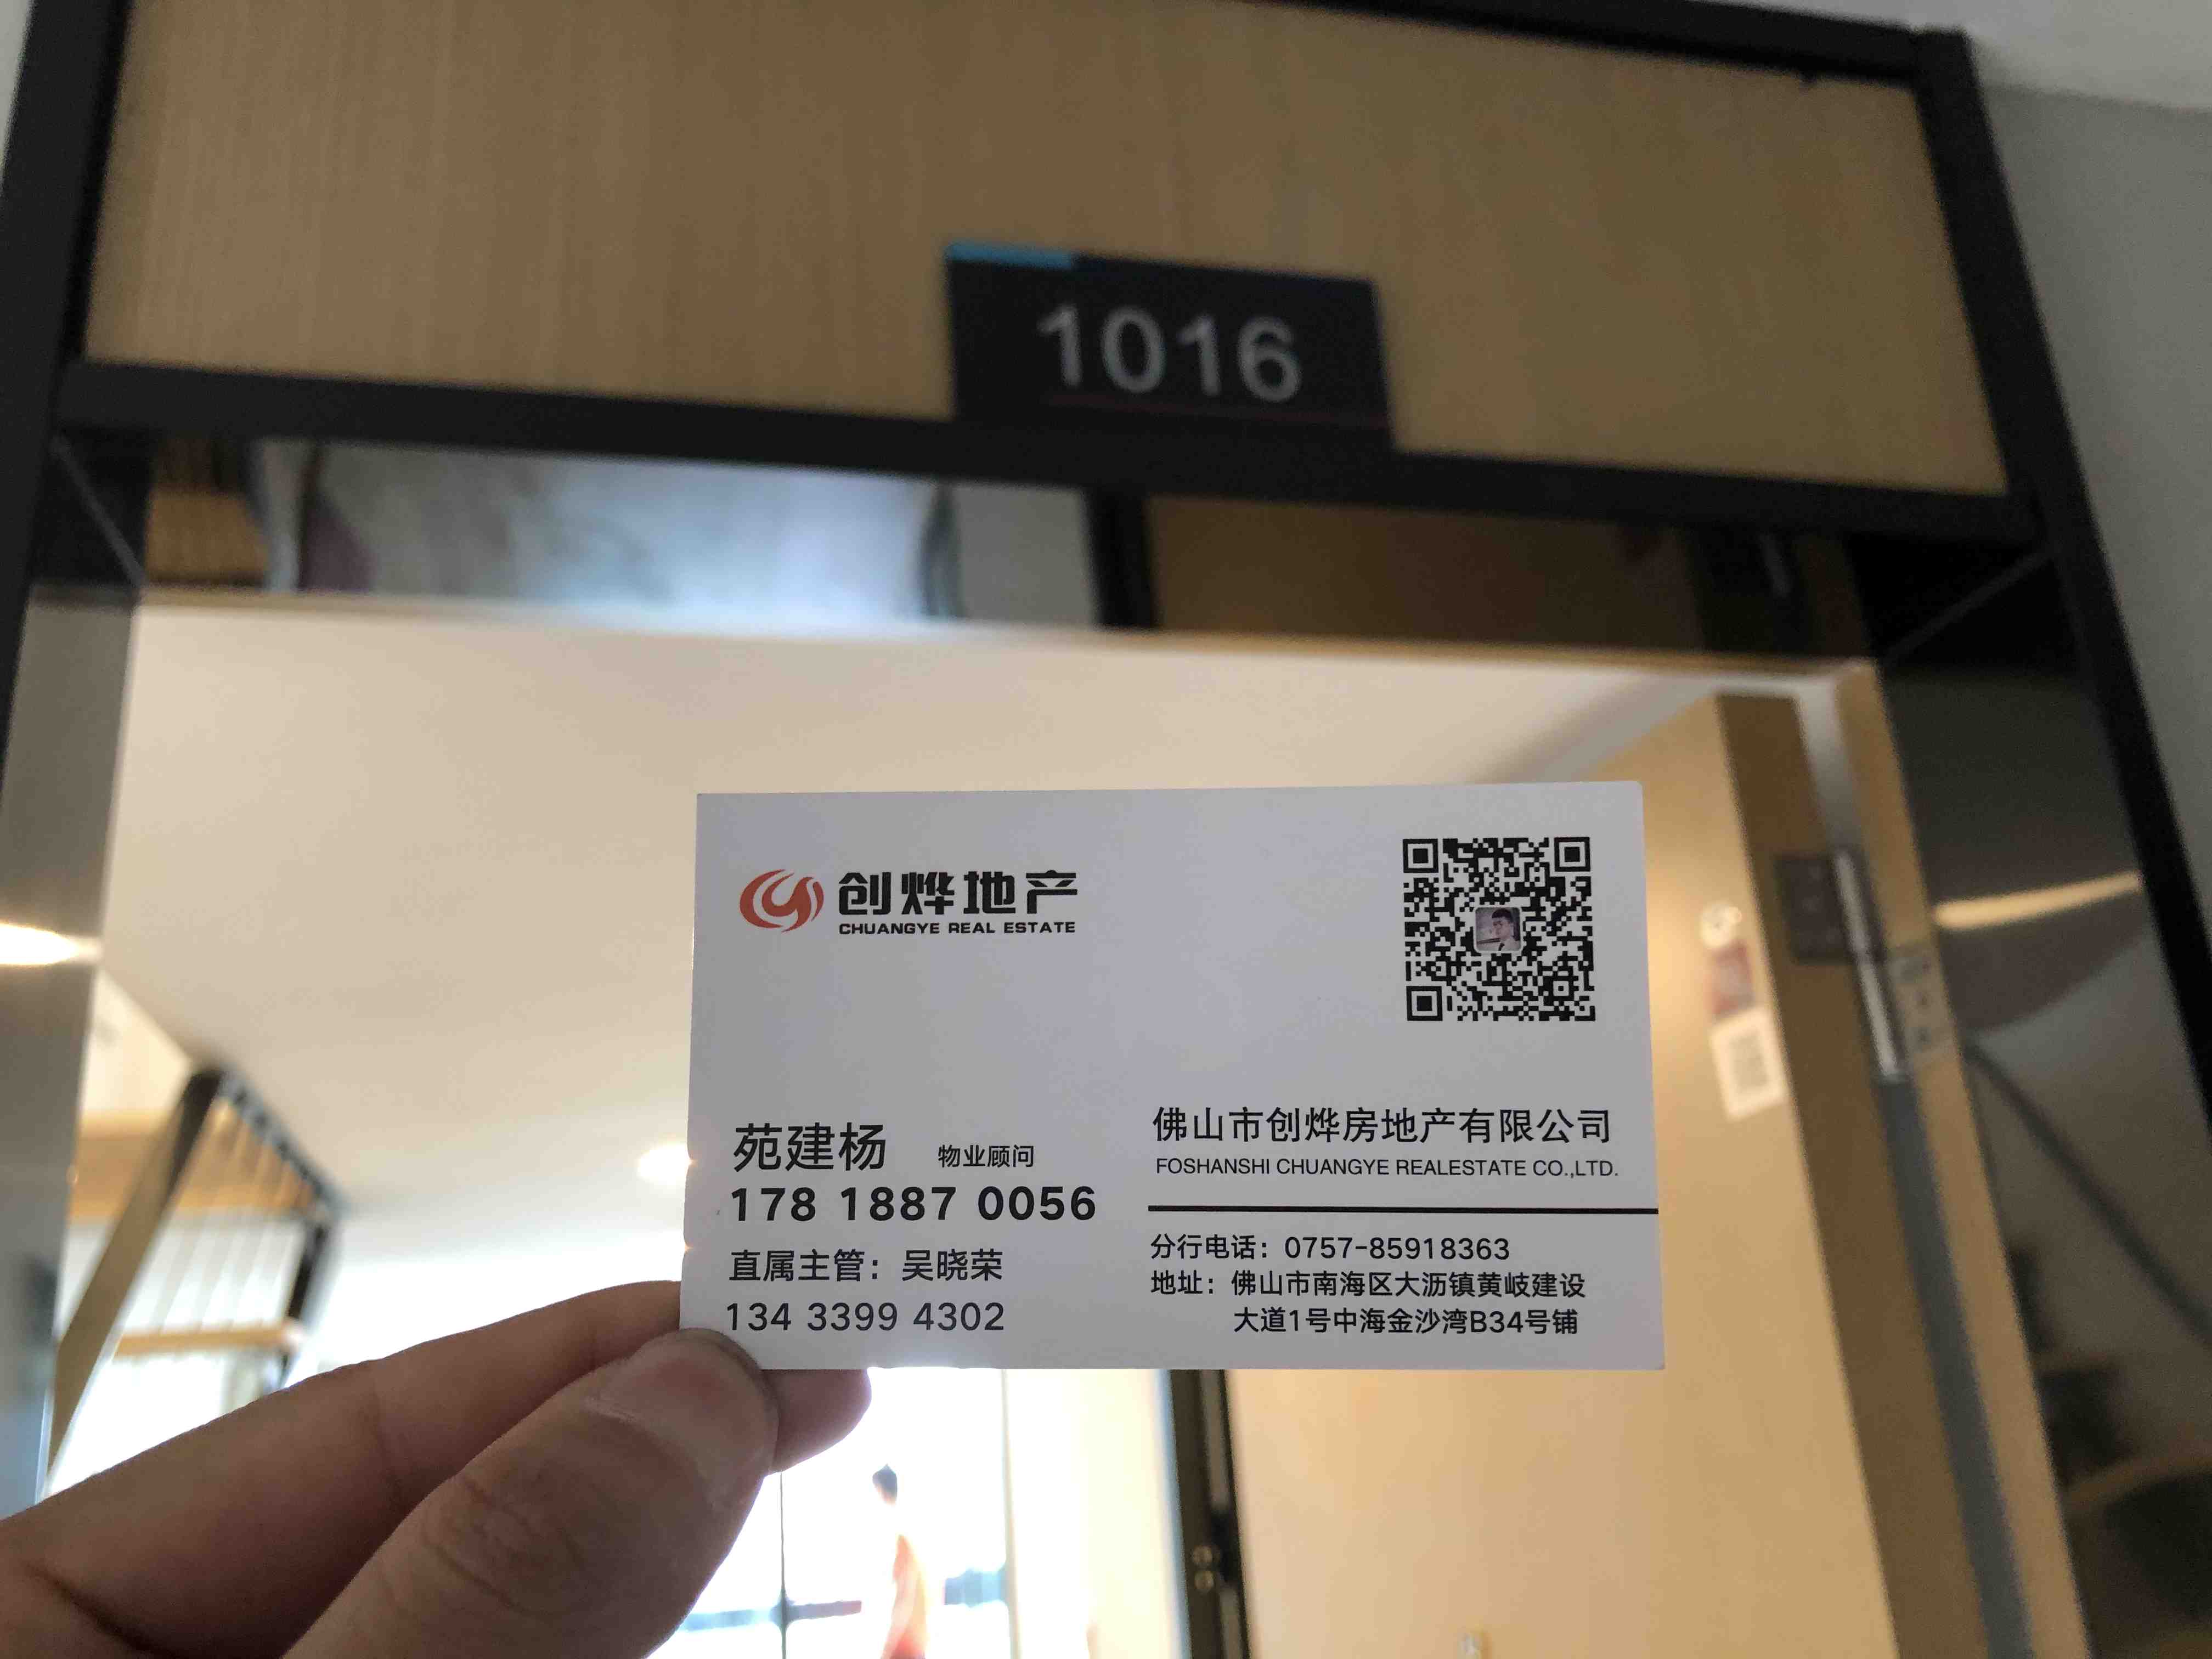 1016
创烨地产
CHUANGYE REAL ESTATE
苑建杨 物业顾问
178 1887 0056
直属主管：吴晓荣
134 3399 4302
佛山市创烨房地产有限公司
FOSHANSHI CHUANGYE REALESTATE CO.,LTD.
分行电话：0757-85918363
地址：佛山市南海区大沥镇黄岐建设
大道1号中海金沙湾B34号铺